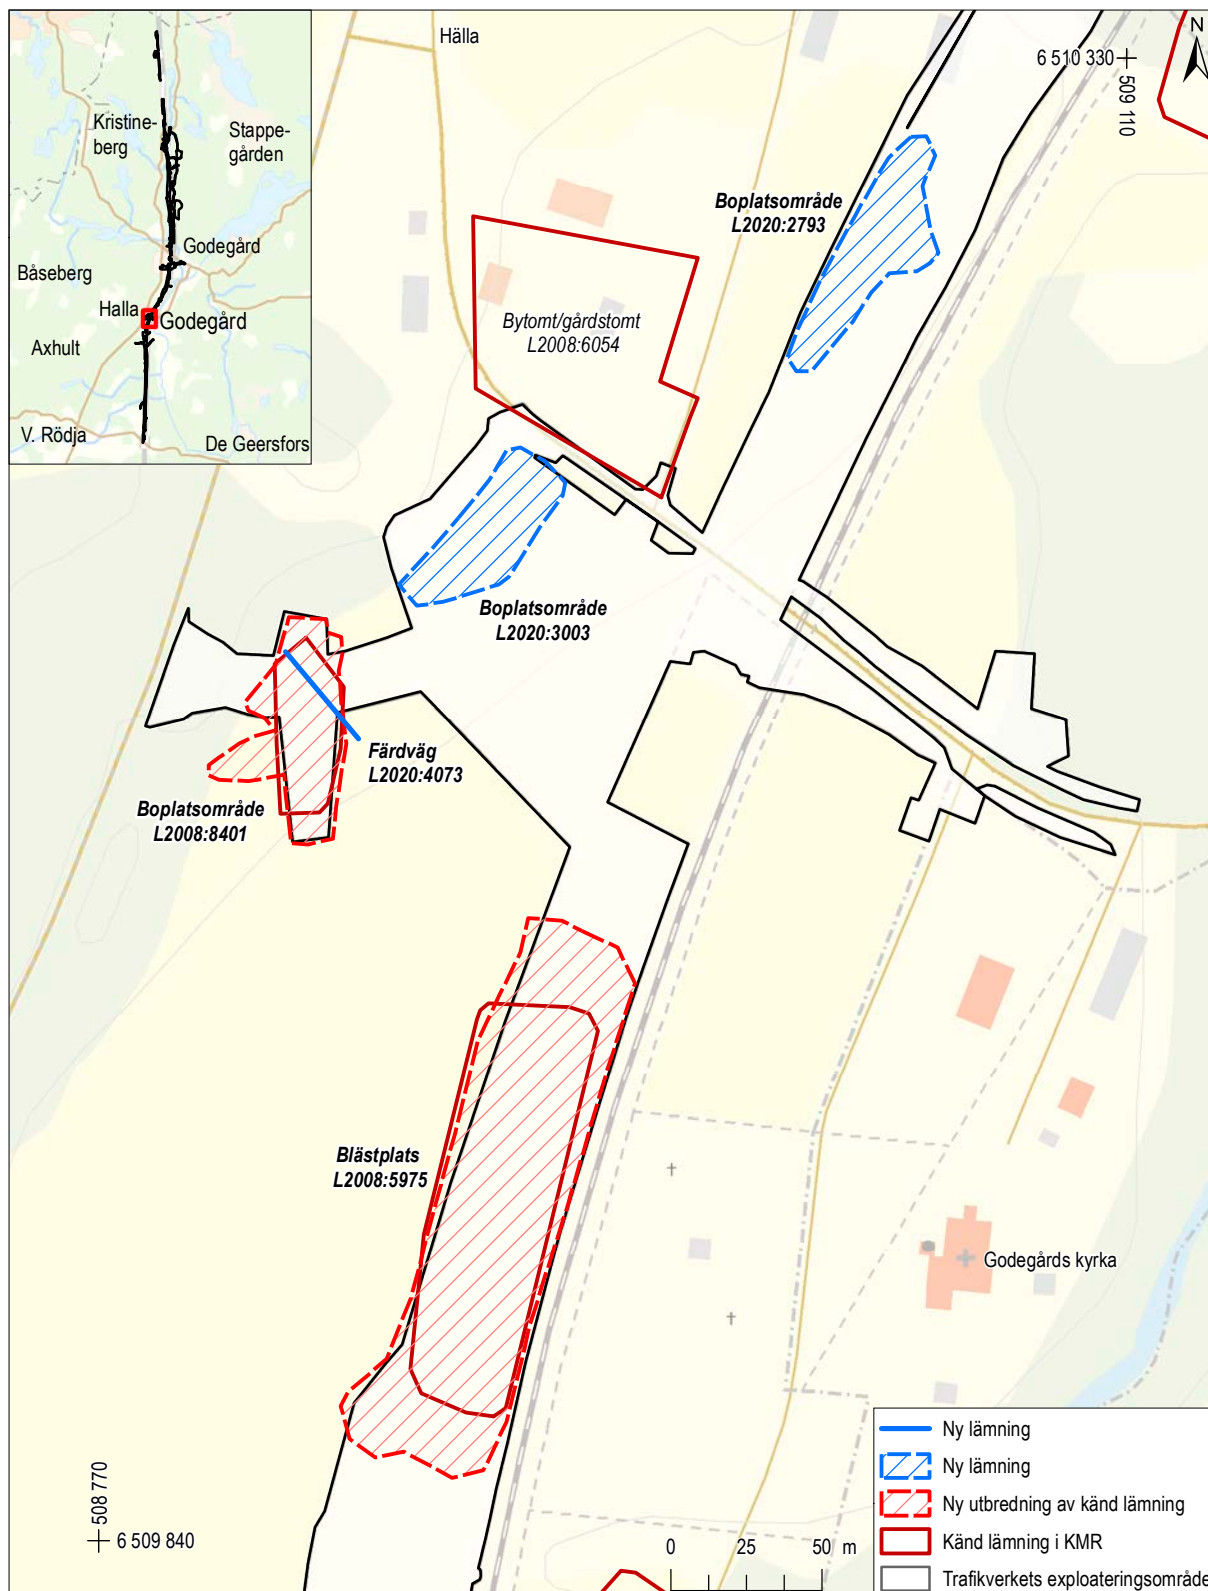 Kristine-
berg
Stappe-
gården
Godegård
Båseberg
Halla
Godegård
Axhult
V. Rödja
De Geersfors
Hälla
6 510 330
509 110
N
Boplatsområde
L2020:2793
Bytomt/gårdstomt
L2008:6054
Boplatsområde
L2020:3003
Färdväg
L2020:4073
Boplatsområde
L2008:8401
Blästplats
L2008:5975
Godegårds kyrka
508 770
6 509 840
0 25 50 m
Ny lämning
Ny lämning
Ny utbredning av känd lämning
Känd lämning i KMR
Trafikverkets exploateringsområde